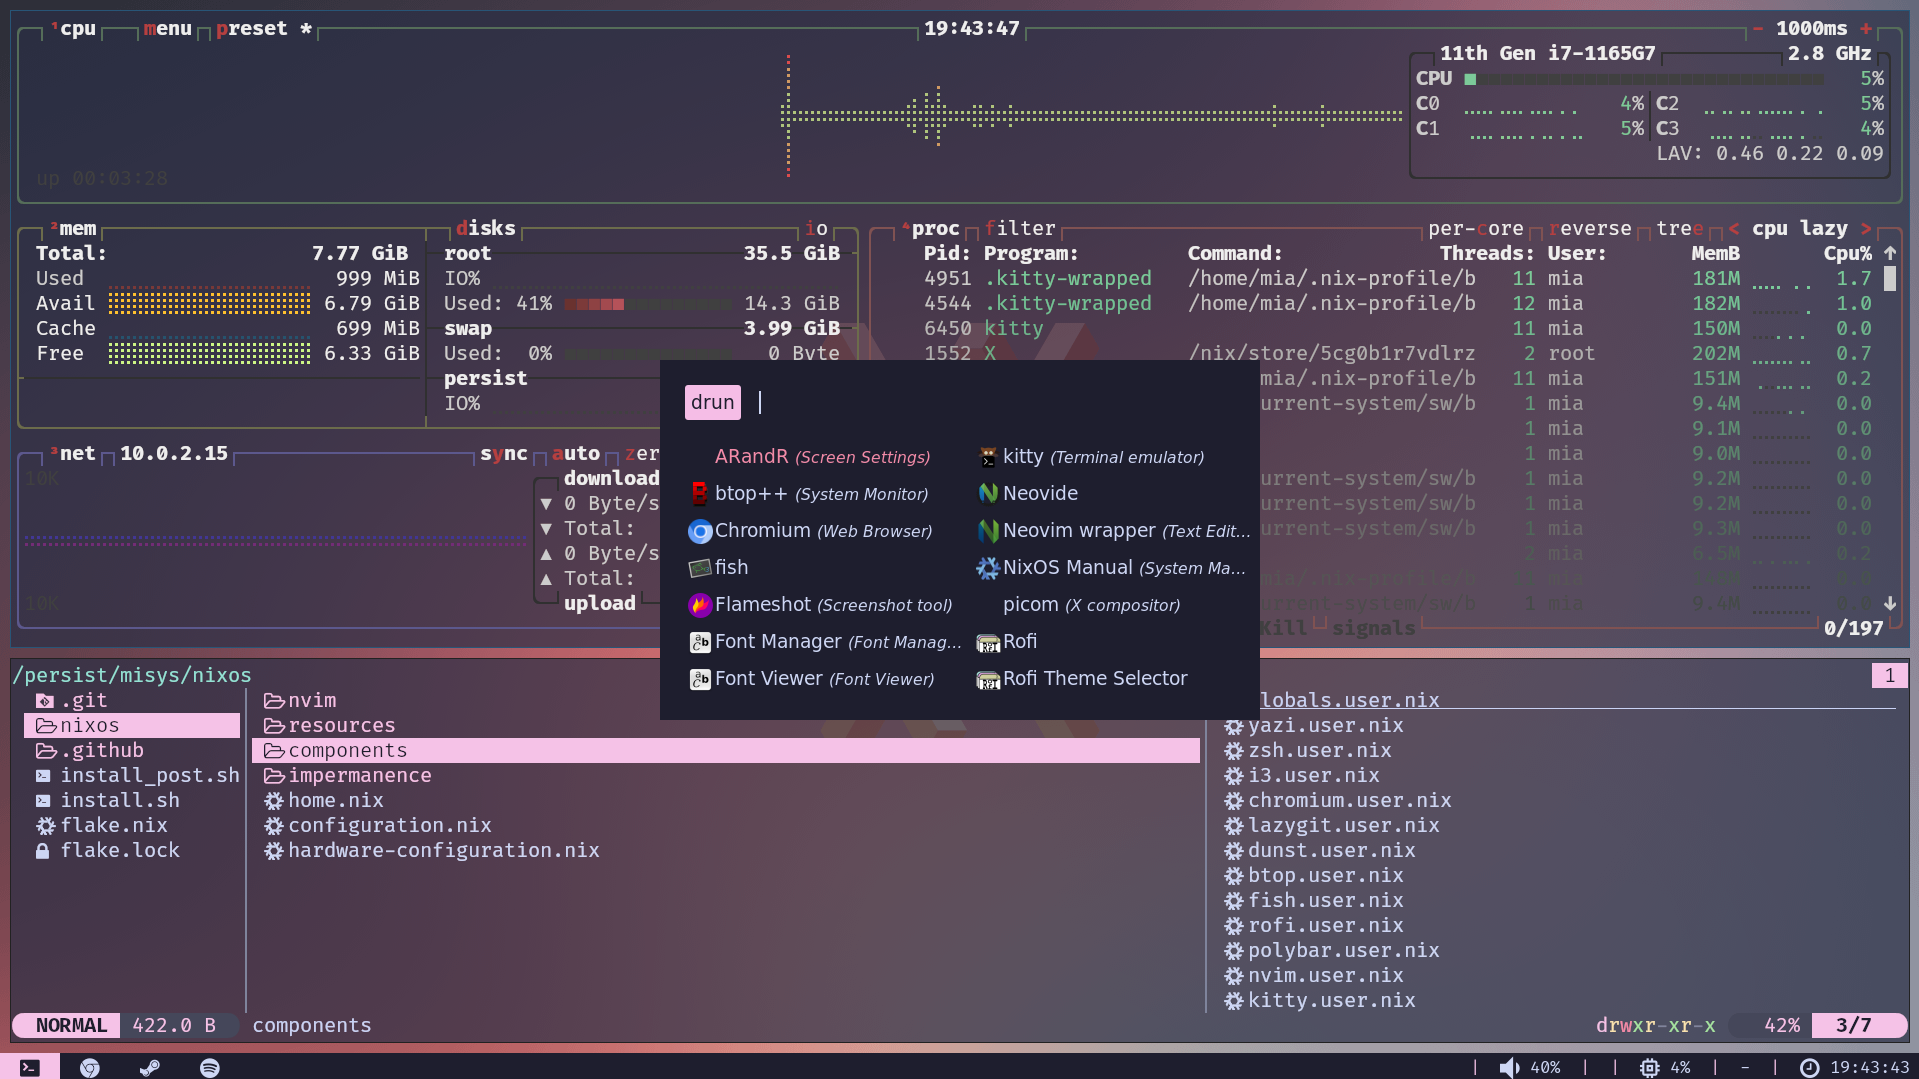 ¹cpu menu preset * 19:43:47 - 1000ms +
11th Gen i7-1165G7 2.8 GHz
CPU 5%
C0 4% C2 5%
C1 5% C3 4%
LAV: 0.46 0.22 0.09
up 00:03:28
²mem disks io
Total: 7.77 GiB
Used 999 MiB
Avail 6.79 GiB
Cache 699 MiB
Free 6.33 GiB
root 35.5 GiB
IO%
Used: 41% 14.3 GiB
swap 3.99 GiB
Used: 0% 0 Byte
persist
IO%
⁴proc filter per-core reverse tree < cpu lazy >
Pid: Program: Command: Threads: User: MemB Cpu% ↑
4951 .kitty-wrapped /home/mia/.nix-profile/b 11 mia 181M 1.7
4544 .kitty-wrapped /home/mia/.nix-profile/b 12 mia 182M 1.0
6450 kitty 11 mia 150M 0.0
1552 X /nix/store/5cg0b1r7vdlrz 2 root 202M 0.7
mia/.nix-profile/b 11 mia 151M 0.2
urrent-system/sw/b 1 mia 9.4M 0.0
1 mia 9.1M 0.0
1 mia 9.0M 0.0
urrent-system/sw/b 1 mia 9.2M 0.0
urrent-system/sw/b 1 mia 9.2M 0.0
urrent-system/sw/b 1 mia 9.3M 0.0
2 mia 6.5M 0.2
mia/.nix-profile/b mia 0.0
urrent-system/sw/b 1 mia 9.4M 0.0 ↓
Kill signals 0/197
³net 10.0.2.15 sync auto zer
10K
download
▼ 0 Byte/s
▼ Total:
▲ 0 Byte/s
▲ Total:
upload
10K
drun
ARandR (Screen Settings)
btop++ (System Monitor)
Chromium (Web Browser)
fish
Flameshot (Screenshot tool)
Font Manager (Font Manag...
Font Viewer (Font Viewer)
kitty (Terminal emulator)
Neovide
Neovim wrapper (Text Edit...
NixOS Manual (System Ma...
picom (X compositor)
Rofi
Rofi Theme Selector
/persist/misys/nixos 1
.git
nixos
.github
install_post.sh
install.sh
flake.nix
flake.lock
nvim
resources
components
impermanence
home.nix
configuration.nix
hardware-configuration.nix
lobals.user.nix
yazi.user.nix
zsh.user.nix
i3.user.nix
chromium.user.nix
lazygit.user.nix
dunst.user.nix
btop.user.nix
fish.user.nix
rofi.user.nix
polybar.user.nix
nvim.user.nix
kitty.user.nix
NORMAL 422.0 B components drwxr-xr-x 42% 3/7
| 40% | | 4% | - | 19:43:43